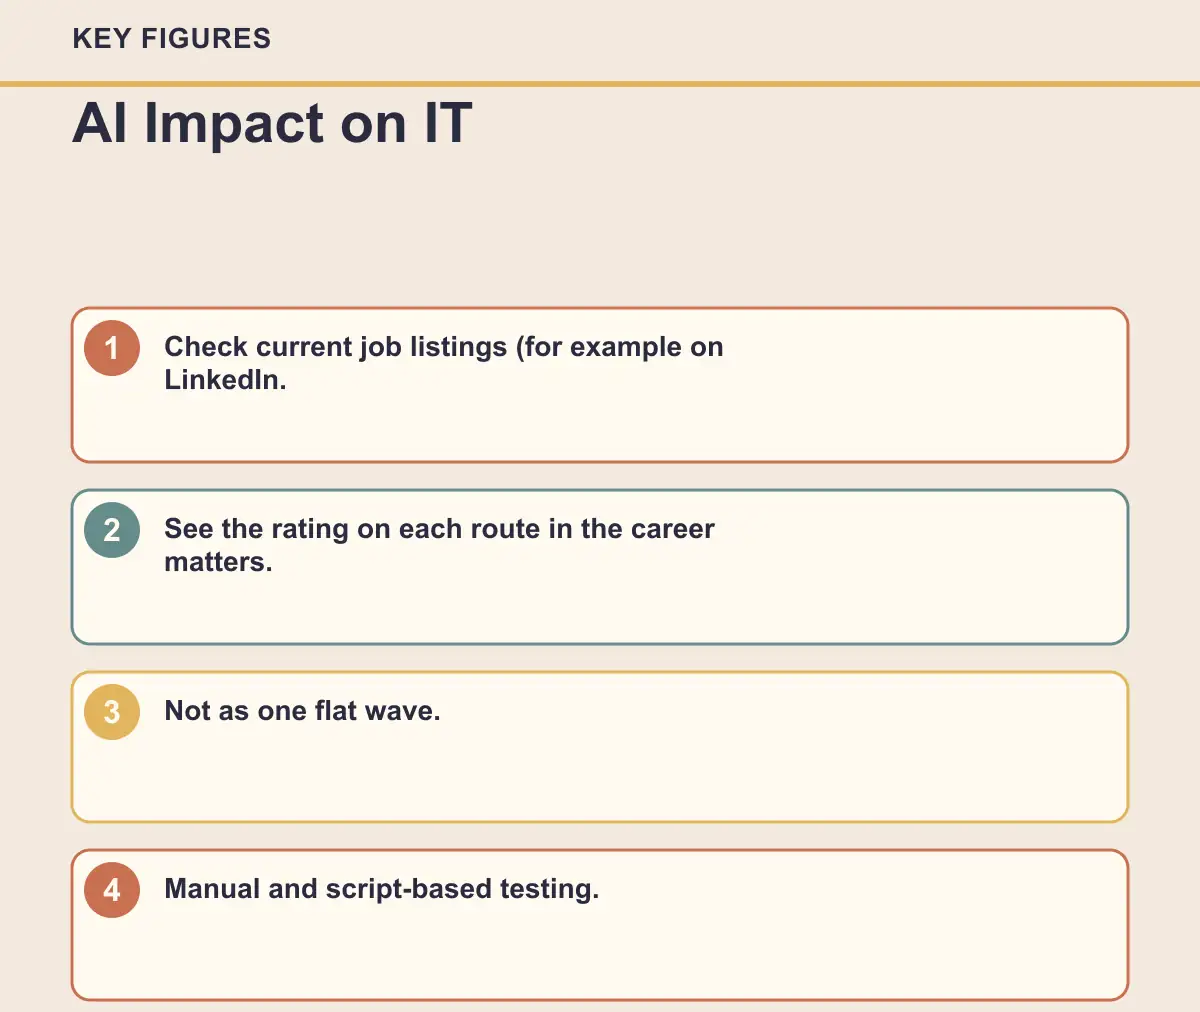 KEY FIGURES
AI Impact on IT
1
Check current job listings (for example on
LinkedIn.
2
See the rating on each route in the career
matters.
3
Not as one flat wave.
4
Manual and script-based testing.